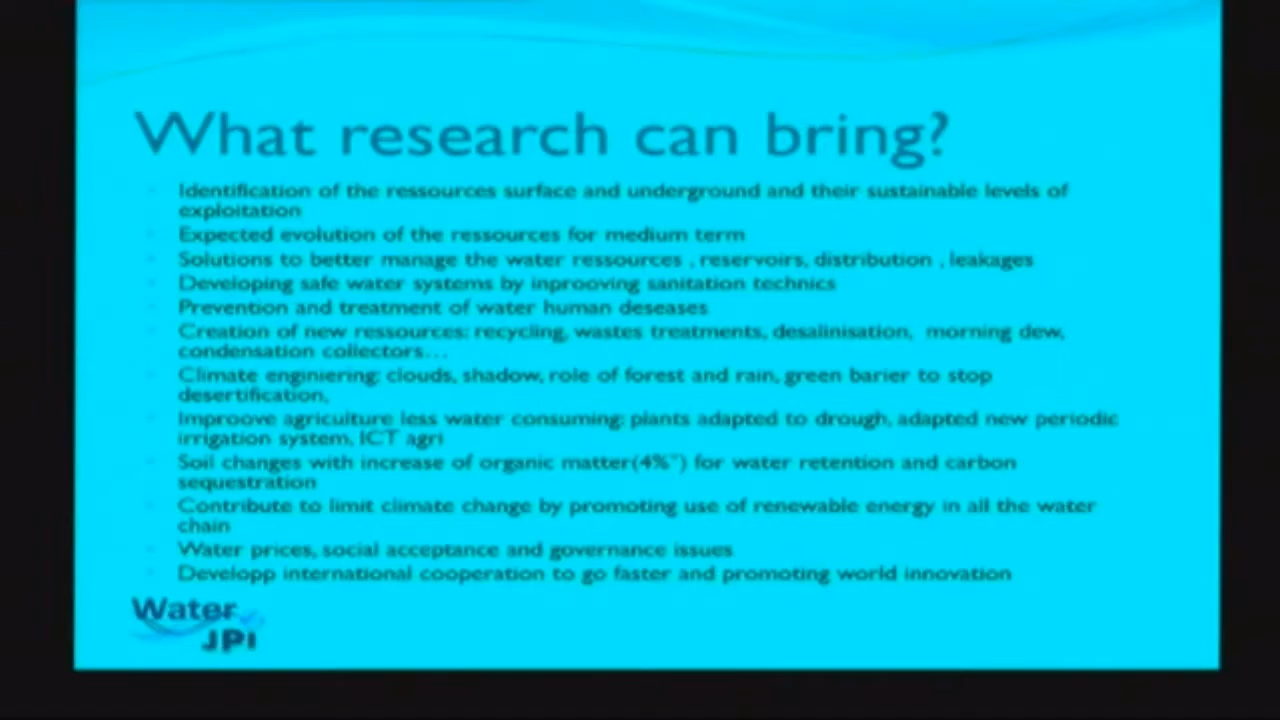 What research can bring?
Identification of the ressources surface and underground and their sustainable levels of
exploitation
Expected evolution of the ressources for medium term
Solutions to better manage the water ressources , reservoirs, distribution , leakages
Developing safe water systems by inprooving sanitation technics
Prevention and treatment of water human deseases
Creation of new ressources: recycling, wastes treatments, desalinisation, morning dew,
condensation collectors...
Climate enginiering: clouds, shadow, role of forest and rain, green barier to stop
desertification,
Improove agriculture less water consuming: plants adapted to drough, adapted new periodic
irrigation system, ICT agri
Soil changes with increase of organic matter for water retention and carbon
sequestration
Contribute to limit climate change by promoting use of renewable energy in all the water
chain
Water prices, social acceptance and governance issues
Developp international cooperation to go faster and promoting world innovation
Water
JPI